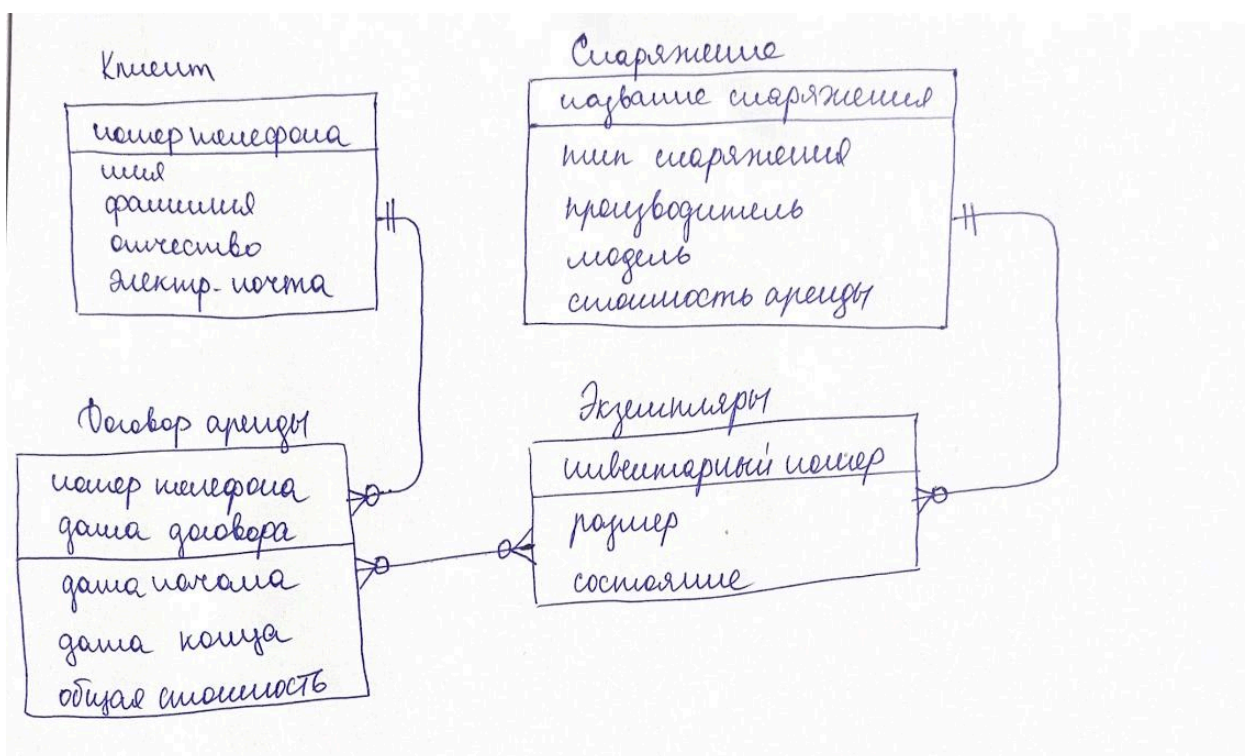 Клиент
номер телефона
имя
фамилия
отчество
электр. почта
Снаряжение
название снаряжения
тип снаряжения
производитель
модель
стоимость аренды
Договор аренды
номер телефона
дата договора
дата начала
дата конца
общая стоимость
Экземпляры
инвентарный номер
размер
состояние